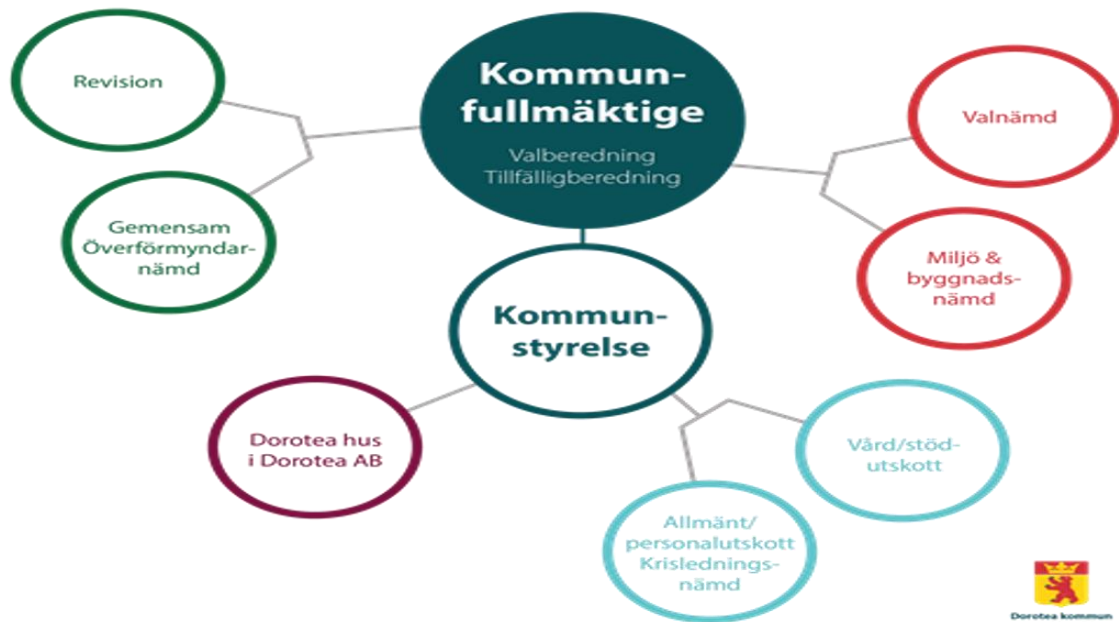 Kommun-
fullmäktige
Valberedning
Tillfälligberedning
Revision
Gemensam
Överförmyndar-
nämd
Valnämd
Miljö &
byggnads-
nämd
Kommun-
styrelse
Dorotea hus
i Dorotea AB
Vård/stöd-
utskott
Allmänt/
personalutskott
Krislednings-
nämd
Dorotea kommun